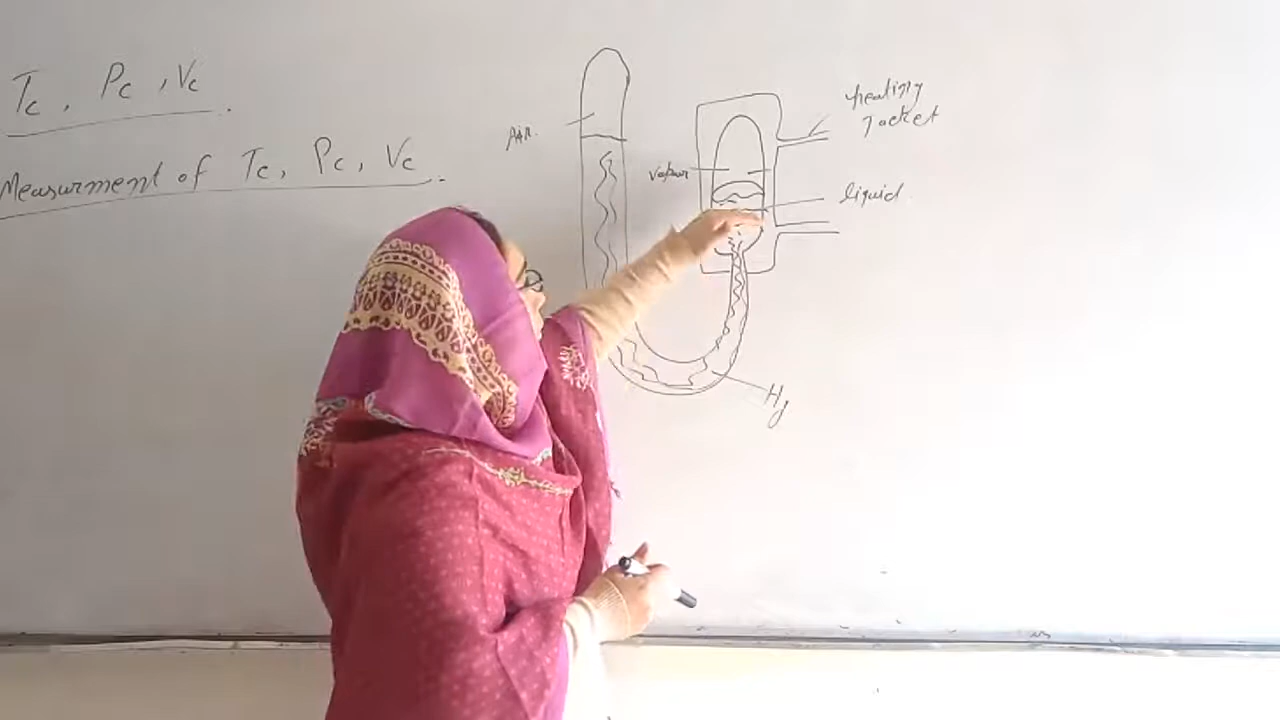 Tc, Pc, Vc.
Measurment of Tc, Pc, Vc.
Air.
Vapour
heating
Jacket
liquid
Hg